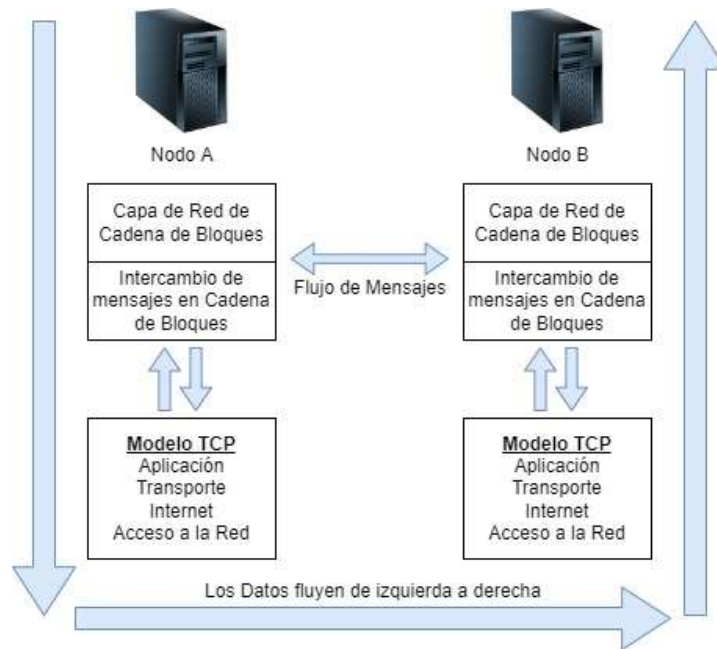 Nodo A
Nodo B
Capa de Red de
Cadena de Bloques
Intercambio de
mensajes en Cadena
de Bloques
Flujo de Mensajes
Capa de Red de
Cadena de Bloques
Intercambio de
mensajes en Cadena
de Bloques
Modelo TCP
Aplicación
Transporte
Internet
Acceso a la Red
Modelo TCP
Aplicación
Transporte
Internet
Acceso a la Red
Los Datos fluyen de izquierda a derecha